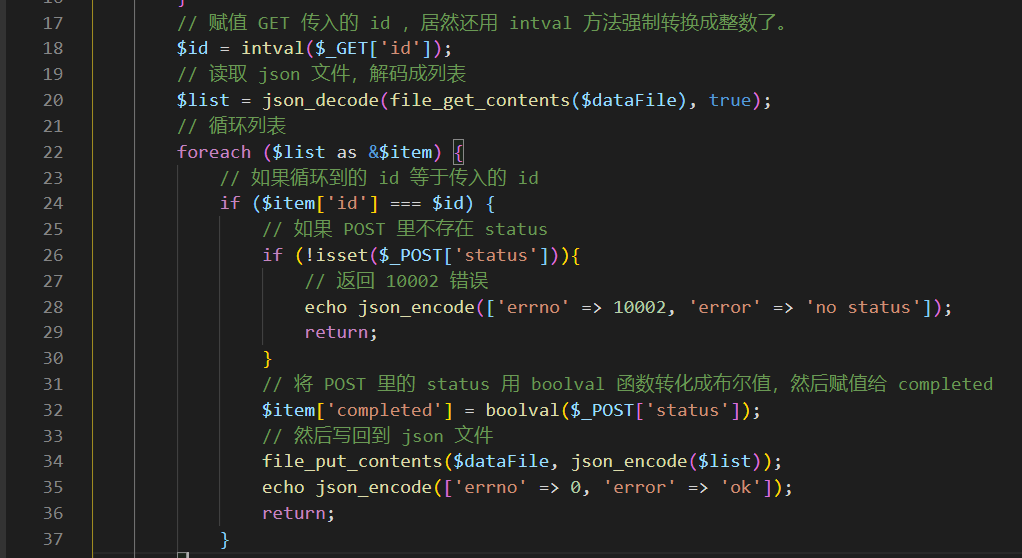 16 }
17 // 赋值 GET 传入的 id ，居然还用 intval 方法强制转换成整数了。
18 $id = intval($_GET['id']);
19 // 读取 json 文件，解码成列表
20 $list = json_decode(file_get_contents($dataFile), true);
21 // 循环列表
22 foreach ($list as &$item) {
23 // 如果循环到的 id 等于传入的 id
24 if ($item['id'] === $id) {
25 // 如果 POST 里不存在 status
26 if (!isset($_POST['status'])){
27 // 返回 10002 错误
28 echo json_encode(['errno' => 10002, 'error' => 'no status']);
29 return;
30 }
31 // 将 POST 里的 status 用 boolval 函数转化成布尔值，然后赋值给 completed
32 $item['completed'] = boolval($_POST['status']);
33 // 然后写回到 json 文件
34 file_put_contents($dataFile, json_encode($list));
35 echo json_encode(['errno' => 0, 'error' => 'ok']);
36 return;
37 }